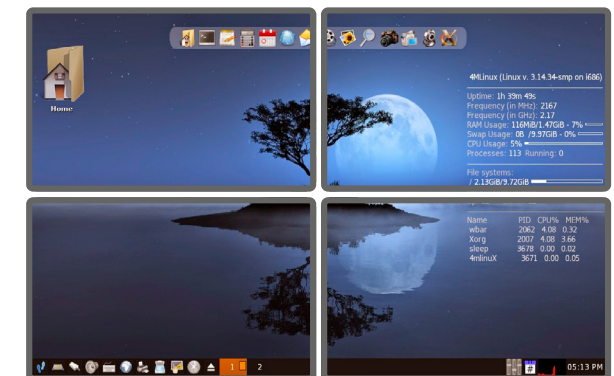 Home
4MLinux (Linux v. 3.14.34-smp on i686)
Uptime: 1h 39m 49s
Frequency (in MHz): 2167
Frequency (in GHz): 2.17
RAM Usage: 116MiB/1.47GiB - 7%
Swap Usage: 0B /9.97GiB - 0%
CPU Usage: 5%
Processes: 113 Running: 0
File systems:
/ 2.13GiB/9.72GiB
Name PID CPU% MEM%
wbar 2062 4.08 0.32
Xorg 2007 4.08 3.66
sleep 3678 0.00 0.02
4mlinuX 3671 0.00 0.05
1 2 # 05:13 PM